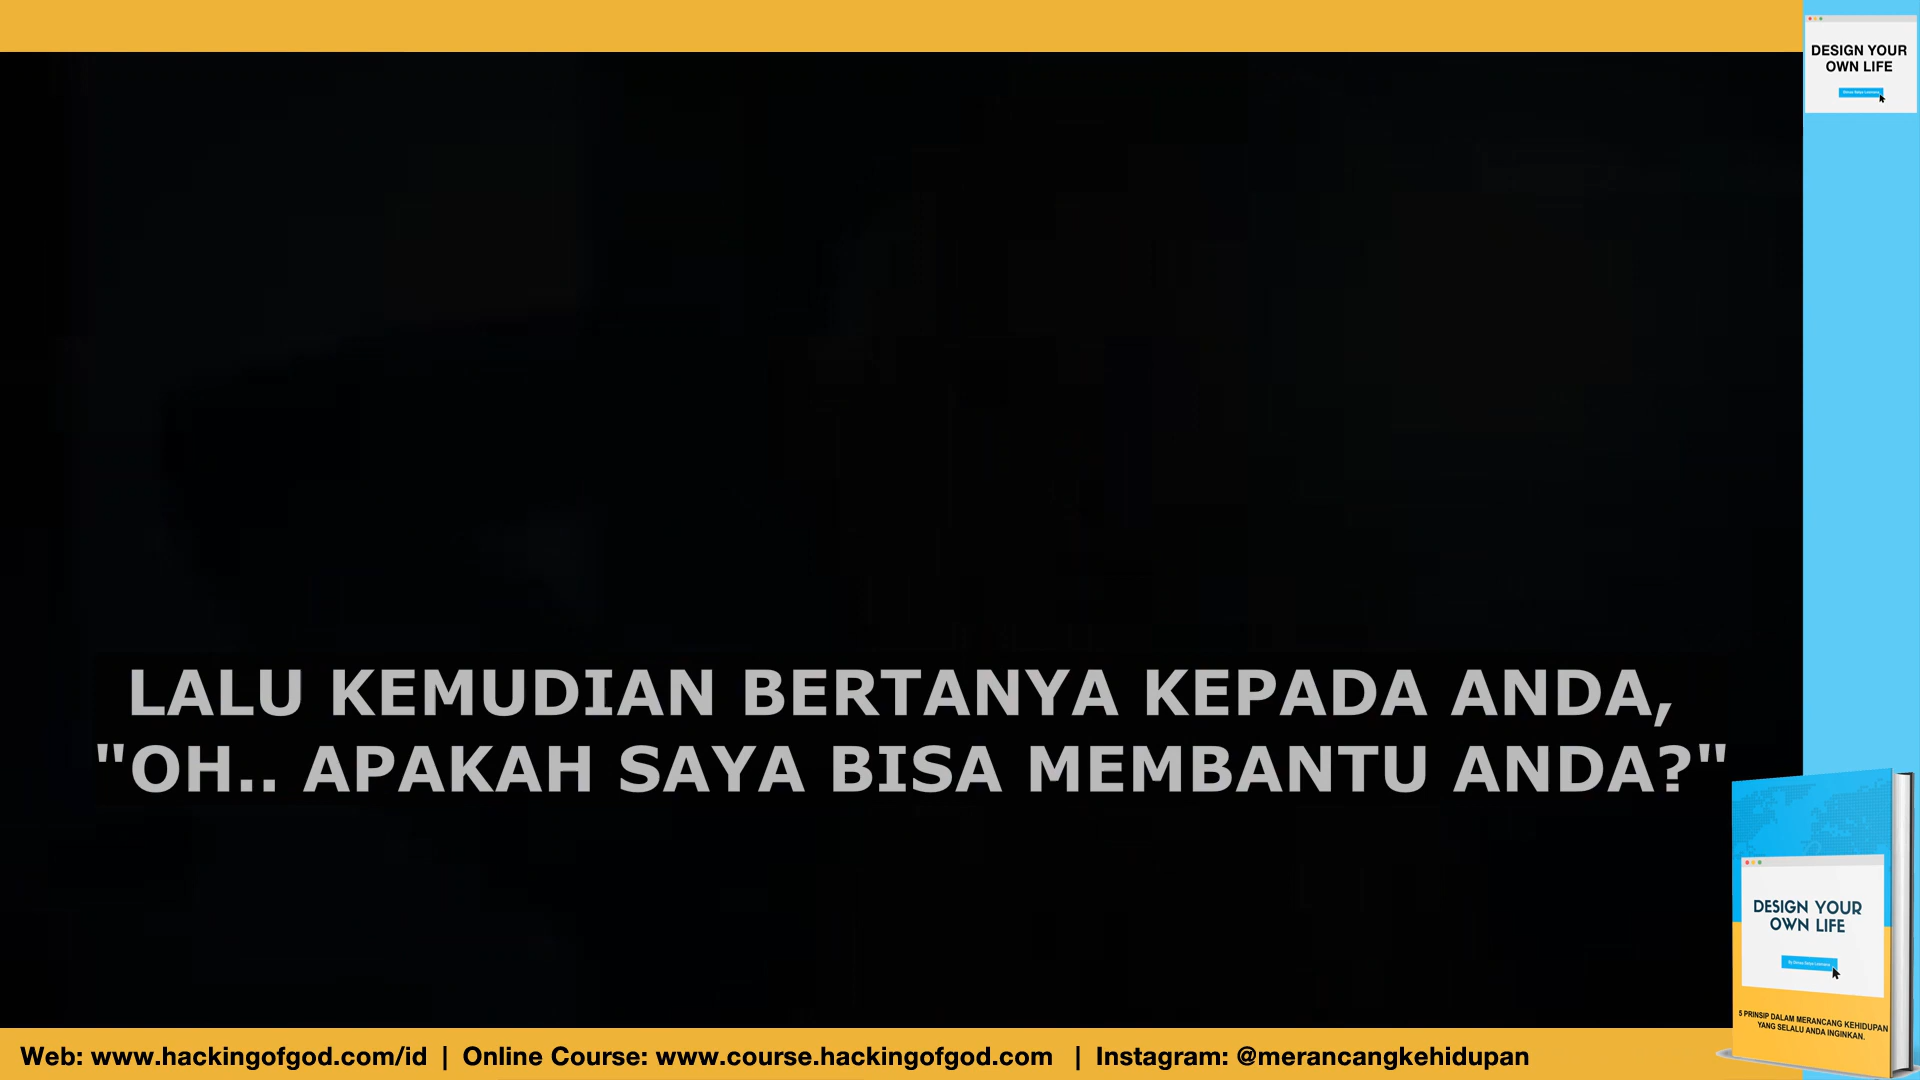 DESIGN YOUR
OWN LIFE
LALU KEMUDIAN BERTANYA KEPADA ANDA,
"OH.. APAKAH SAYA BISA MEMBANTU ANDA?"
DESIGN YOUR
OWN LIFE
5 PRINSIP DALAM MERANCANG KEHIDUPAN
YANG SELALU ANDA INGINKAN.
Web: www.hackingofgod.com/id | Online Course: www.course.hackingofgod.com | Instagram: @merancangkehidupan